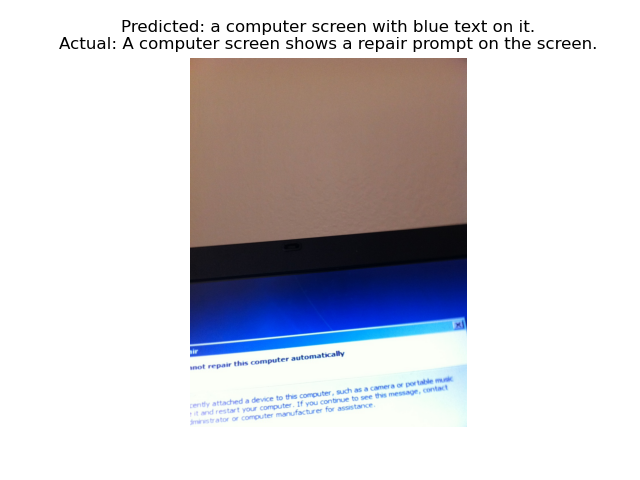 Predicted: a computer screen with blue text on it.
Actual: A computer screen shows a repair prompt on the screen.
air
nnot repair this computer automatically
cently attached a device to this computer, such as a camera or portable music
e it and restart your computer. If you continue to see this message, contact
dministrator or computer manufacturer for assistance.